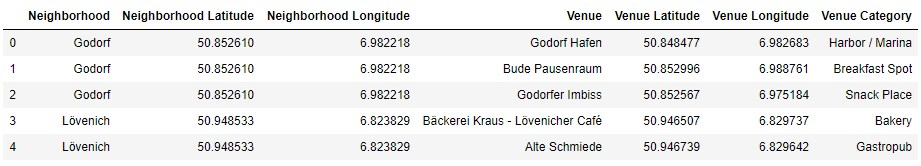 Neighborhood Neighborhood Latitude Neighborhood Longitude Venue Venue Latitude Venue Longitude Venue Category
0 Godorf 50.852610 6.982218 Godorf Hafen 50.848477 6.982683 Harbor / Marina
1 Godorf 50.852610 6.982218 Bude Pausenraum 50.852996 6.988761 Breakfast Spot
2 Godorf 50.852610 6.982218 Godorfer Imbiss 50.852567 6.975184 Snack Place
3 Lövenich 50.948533 6.823829 Bäckerei Kraus - Lövenicher Café 50.946507 6.829737 Bakery
4 Lövenich 50.948533 6.823829 Alte Schmiede 50.946739 6.829642 Gastropub